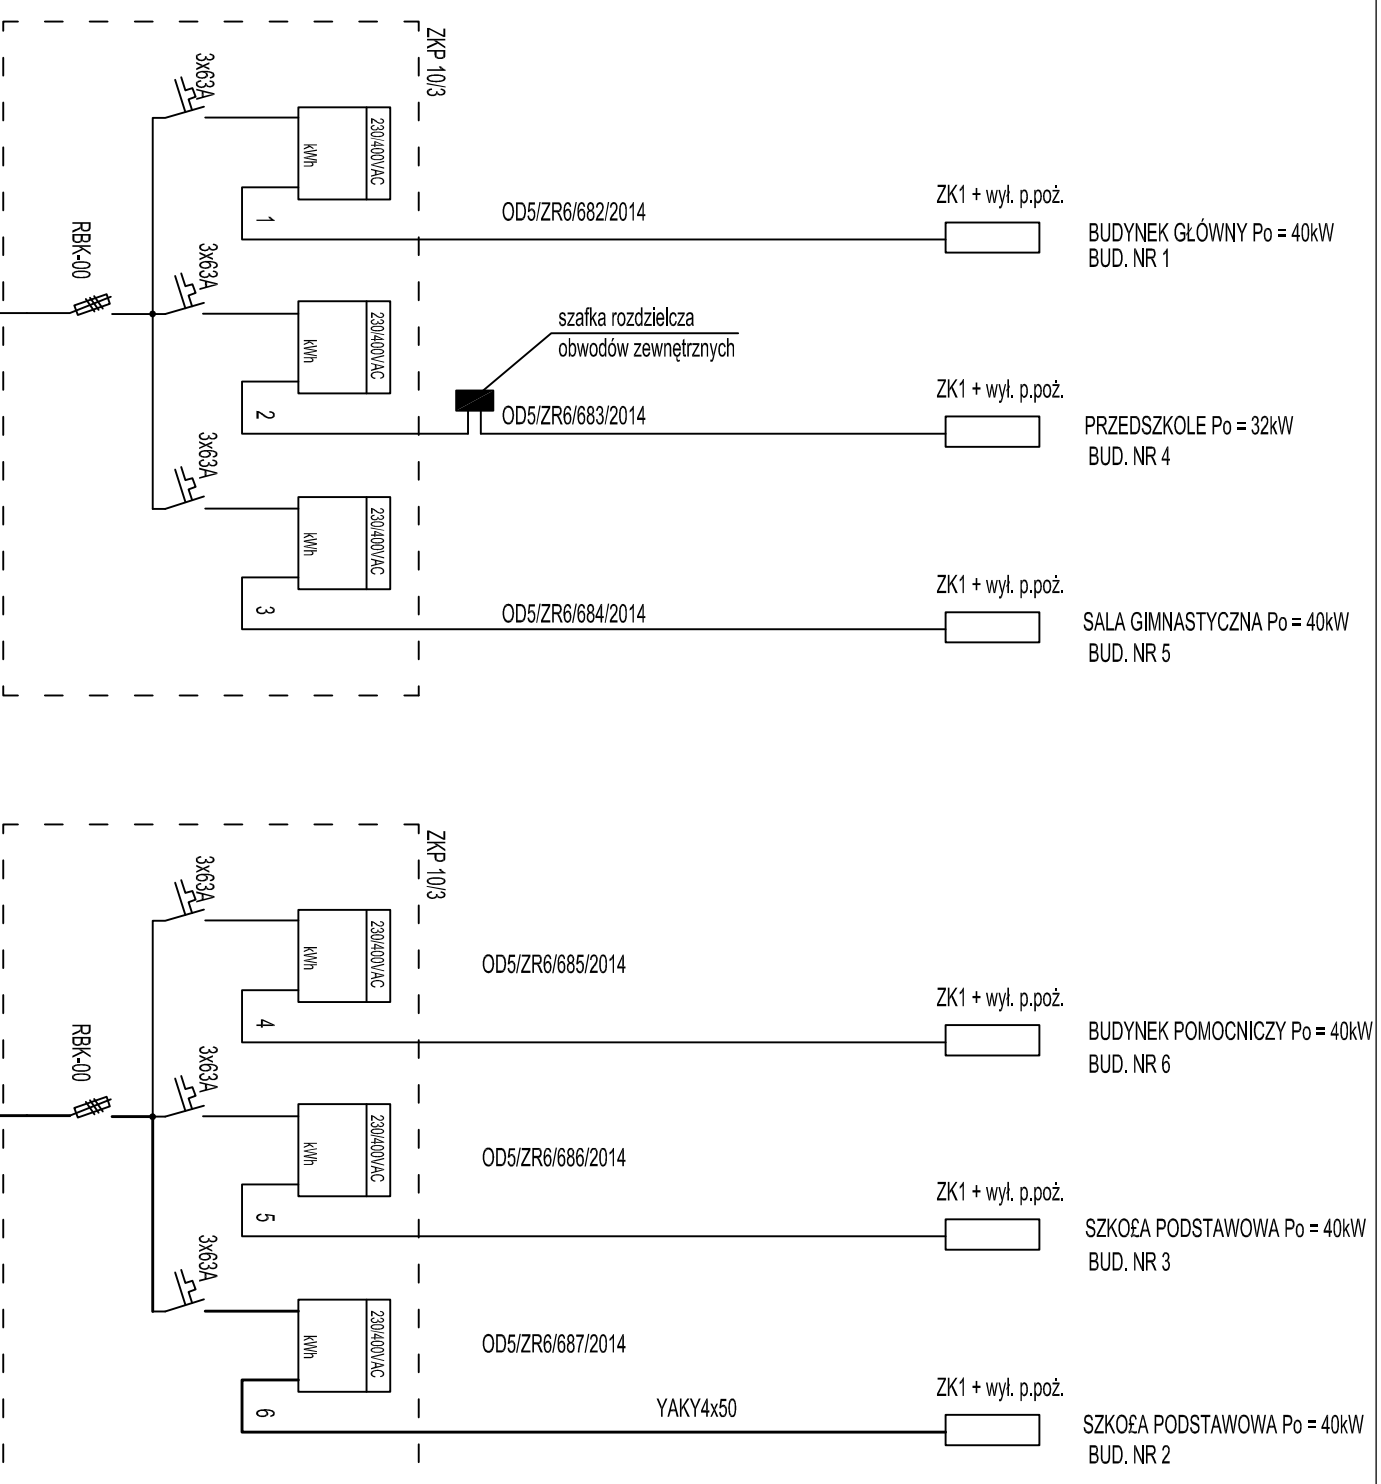 ZKP 10/3
3x63A
230/400VAC
kWh
1
OD5/ZR6/682/2014
ZK1 + wył. p.poż.
BUDYNEK GŁÓWNY Po = 40kW
BUD. NR 1
RBK-00
3x63A
230/400VAC
kWh
2
szafka rozdzielcza
obwodów zewnętrznych
OD5/ZR6/683/2014
ZK1 + wył. p.poż.
PRZEDSZKOLE Po = 32kW
BUD. NR 4
3x63A
230/400VAC
kWh
3
OD5/ZR6/684/2014
ZK1 + wył. p.poż.
SALA GIMNASTYCZNA Po = 40kW
BUD. NR 5
ZKP 10/3
3x63A
230/400VAC
kWh
4
OD5/ZR6/685/2014
ZK1 + wył. p.poż.
BUDYNEK POMOCNICZY Po = 40kW
BUD. NR 6
RBK-00
3x63A
230/400VAC
kWh
5
OD5/ZR6/686/2014
ZK1 + wył. p.poż.
SZKO£A PODSTAWOWA Po = 40kW
BUD. NR 3
3x63A
230/400VAC
kWh
6
OD5/ZR6/687/2014
YAKY4x50
ZK1 + wył. p.poż.
SZKO£A PODSTAWOWA Po = 40kW
BUD. NR 2